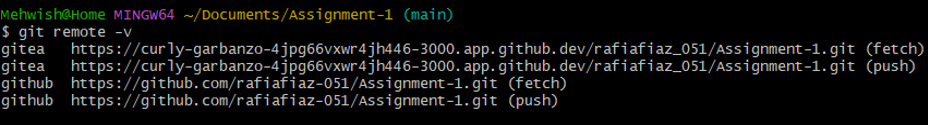 Mehwish@Home MINGW64 ~/Documents/Assignment-1 (main)
$ git remote -v
gitea   https://curly-garbanzo-4jpg66vxwr4jh446-3000.app.github.dev/rafiafiaz_051/Assignment-1.git (fetch)
gitea   https://curly-garbanzo-4jpg66vxwr4jh446-3000.app.github.dev/rafiafiaz_051/Assignment-1.git (push)
github  https://github.com/rafiafiaz-051/Assignment-1.git (fetch)
github  https://github.com/rafiafiaz-051/Assignment-1.git (push)